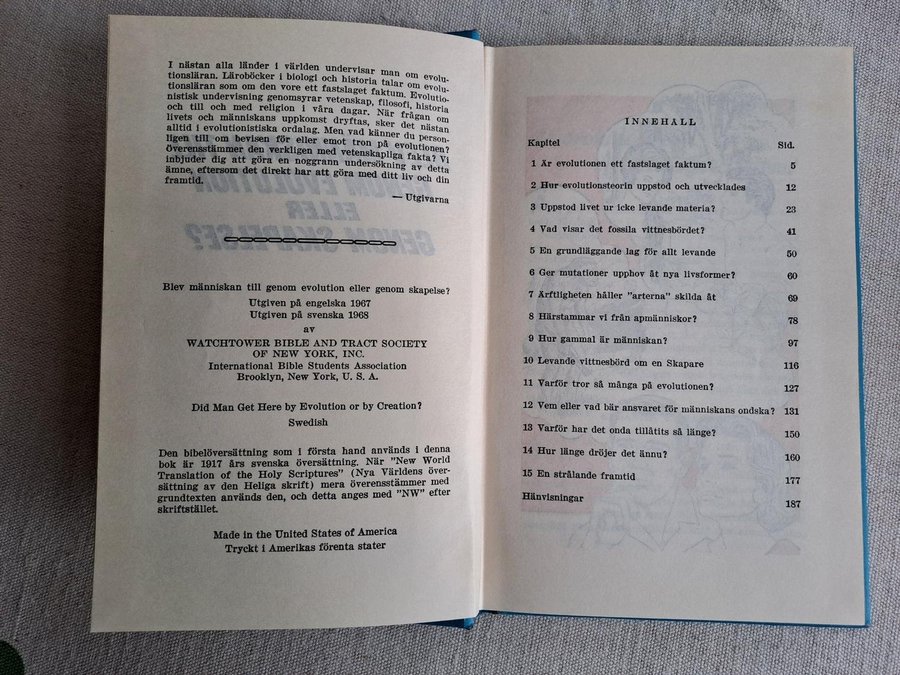 I nästan alla länder i världen undervisar man om evolu-
tionsläran. Läroböcker i biologi och historia talar om evolu-
tionsläran som om den vore ett fastslaget faktum. Evolutio-
nistisk undervisning genomsyrar vetenskap, filosofi, historia
och till och med religion i våra dagar. När frågan om
livets och människans uppkomst dryftas, sker det nästan
alltid i evolutionistiska ordalag. Men vad känner du person-
ligen till om bevisen för eller emot tron på evolutionen?
Överensstämmer den verkligen med vetenskapliga fakta? Vi
inbjuder dig att göra en noggrann undersökning av detta
ämne, eftersom det direkt har att göra med ditt liv och din
framtid.
— Utgivarna
Blev människan till genom evolution eller genom skapelse?
Utgiven på engelska 1967
Utgiven på svenska 1968
av
WATCHTOWER BIBLE AND TRACT SOCIETY
OF NEW YORK, INC.
International Bible Students Association
Brooklyn, New York, U. S. A.
Did Man Get Here by Evolution or by Creation?
Swedish
Den bibelöversättning som i första hand används i denna
bok är 1917 års svenska översättning. När "New World
Translation of the Holy Scriptures" (Nya Världens över-
sättning av den Heliga skrift) mera överensstämmer med
grundtexten används den, och detta anges med "NW" efter
skriftstället.
Made in the United States of America
Tryckt i Amerikas förenta stater
INNEHALL
Kapitel Sid.
1 Är evolutionen ett fastslaget faktum? 5
2 Hur evolutionsteorin uppstod och utvecklades 12
3 Uppstod livet ur icke levande materia? 23
4 Vad visar det fossila vittnesbördet? 41
5 En grundläggande lag för allt levande 50
6 Ger mutationer upphov åt nya livsformer? 60
7 Ärftligheten håller "arterna" skilda åt 69
8 Härstammar vi från apmänniskor? 78
9 Hur gammal är människan? 97
10 Levande vittnesbörd om en Skapare 116
11 Varför tror så många på evolutionen? 127
12 Vem eller vad bär ansvaret för människans ondska? 131
13 Varför har det onda tillåtits så länge? 150
14 Hur länge dröjer det ännu? 160
15 En strålande framtid 177
Hänvisningar 187